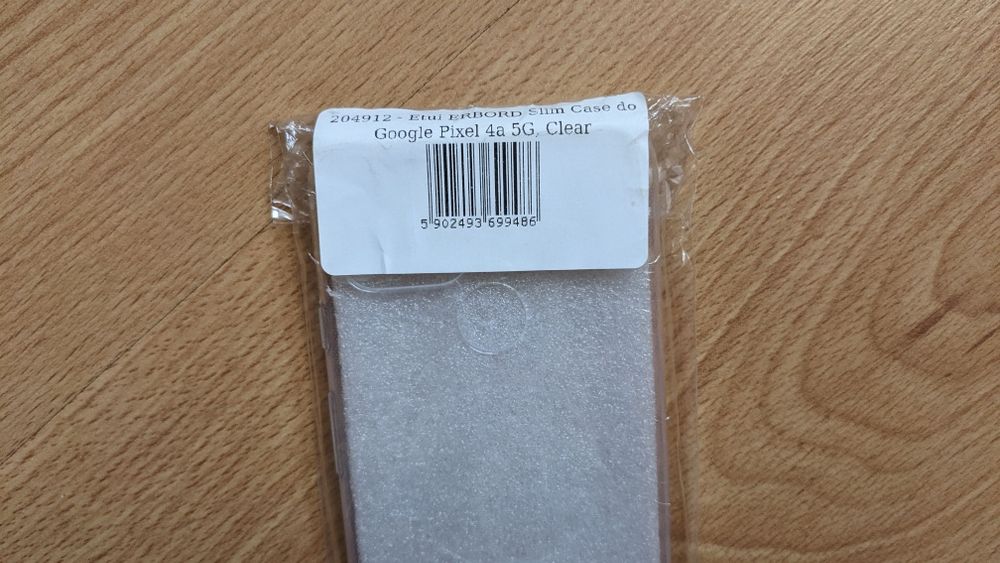 204912 - Etui ERBORD Slim Case do
Google Pixel 4a 5G, Clear
5 902493 699486